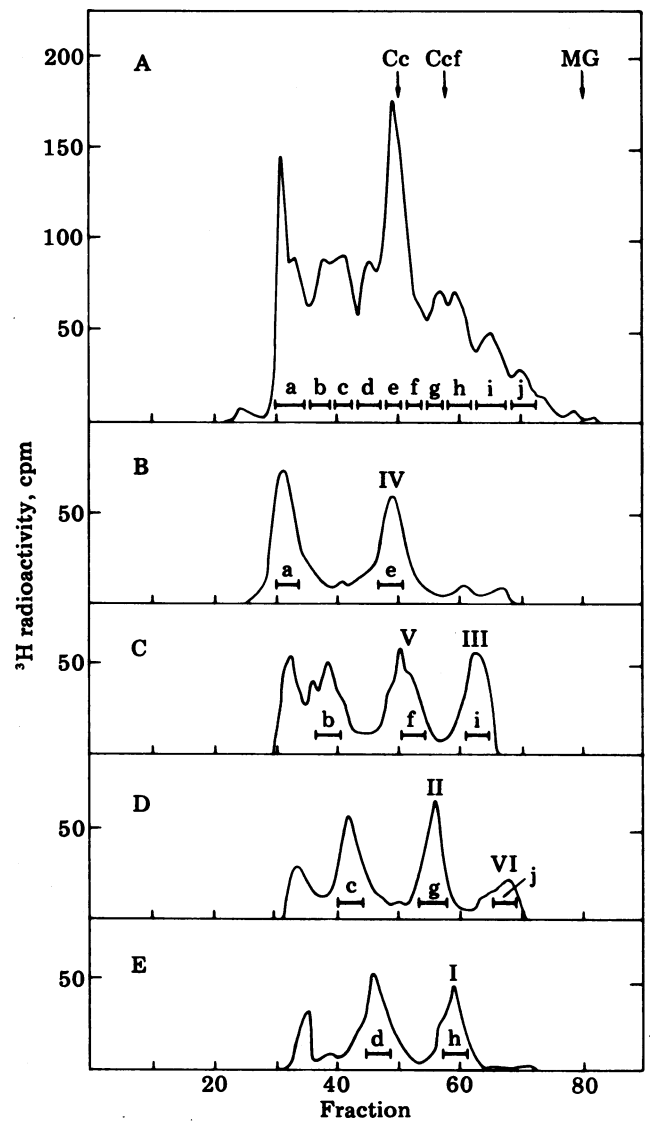 200
A
Cc
Ccf
MG
150
100
50
a b c d e f g h i j
B
IV
50
a
e
C
V
III
50
b
f
i
D
II
50
VI
j
c
g
E
I
50
d
h
20 40 60 80
Fraction
³H radioactivity, cpm